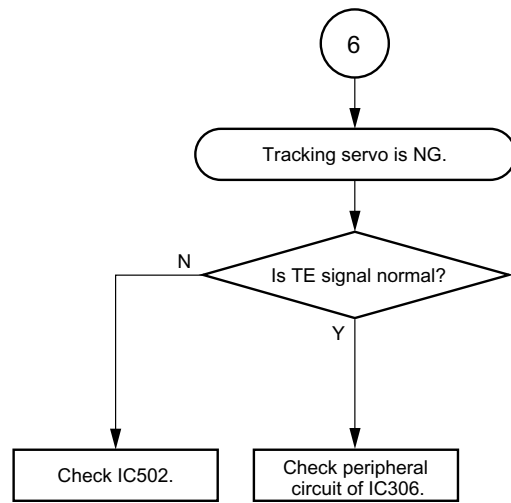 6
Tracking servo is NG.
Is TE signal normal?
N
Y
Check IC502.
Check peripheral
circuit of IC306.